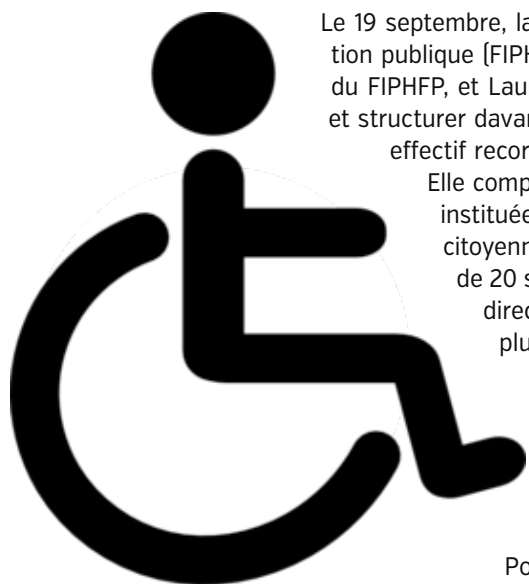 Le 19 septembre, la
tion publique (FIPH
du FIPHFP, et Lau
et structurer davan
effectif recor
Elle comp
instituée
citoyenn
de 20 s
direc
plu
Po